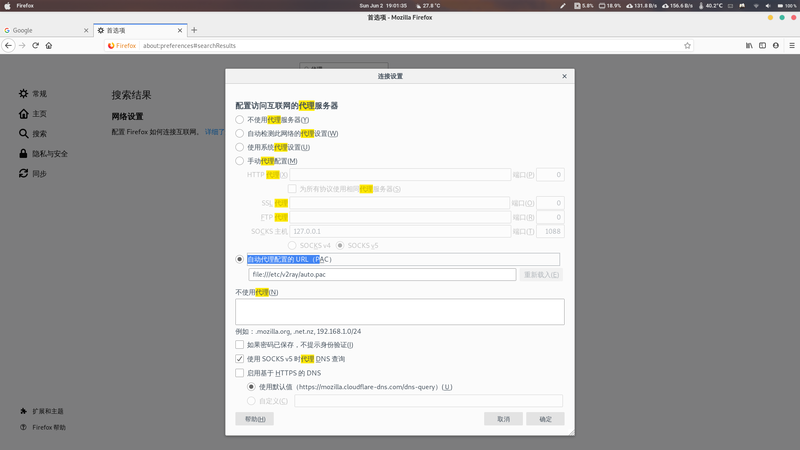 Firefox
Sun Jun 2 19:01:35
27.8 °C
5.8%
18.9%
131.8 B/s
156.6 B/s
40.2°C
100%
首选项 - Mozilla Firefox
Google
首选项
Firefox
about:preferences#searchResults
常规
主页
搜索
隐私与安全
同步
搜索结果
网络设置
配置 Firefox 如何连接互联网。 详细了
扩展和主题
Firefox 帮助
连接设置
配置访问互联网的代理服务器
不使用代理服务器(Y)
自动检测此网络的代理设置(W)
使用系统代理设置(U)
手动代理配置(M)
HTTP 代理(X) 端口(P) 0
为所有协议使用相同代理服务器(S)
SSL 代理 端口(O) 0
FTP 代理 端口(R) 0
SOCKS 主机 127.0.0.1 端口(T) 1088
SOCKS v4 SOCKS v5
自动代理配置的 URL（PAC）
file:///etc/v2ray/auto.pac 重新载入(E)
不使用代理(N)
例如：.mozilla.org, .net.nz, 192.168.1.0/24
如果密码已保存，不提示身份验证(I)
使用 SOCKS v5 时代理 DNS 查询
启用基于 HTTPS 的 DNS
使用默认值（https://mozilla.cloudflare-dns.com/dns-query）(U)
自定义(C)
帮助(H) 取消 确定